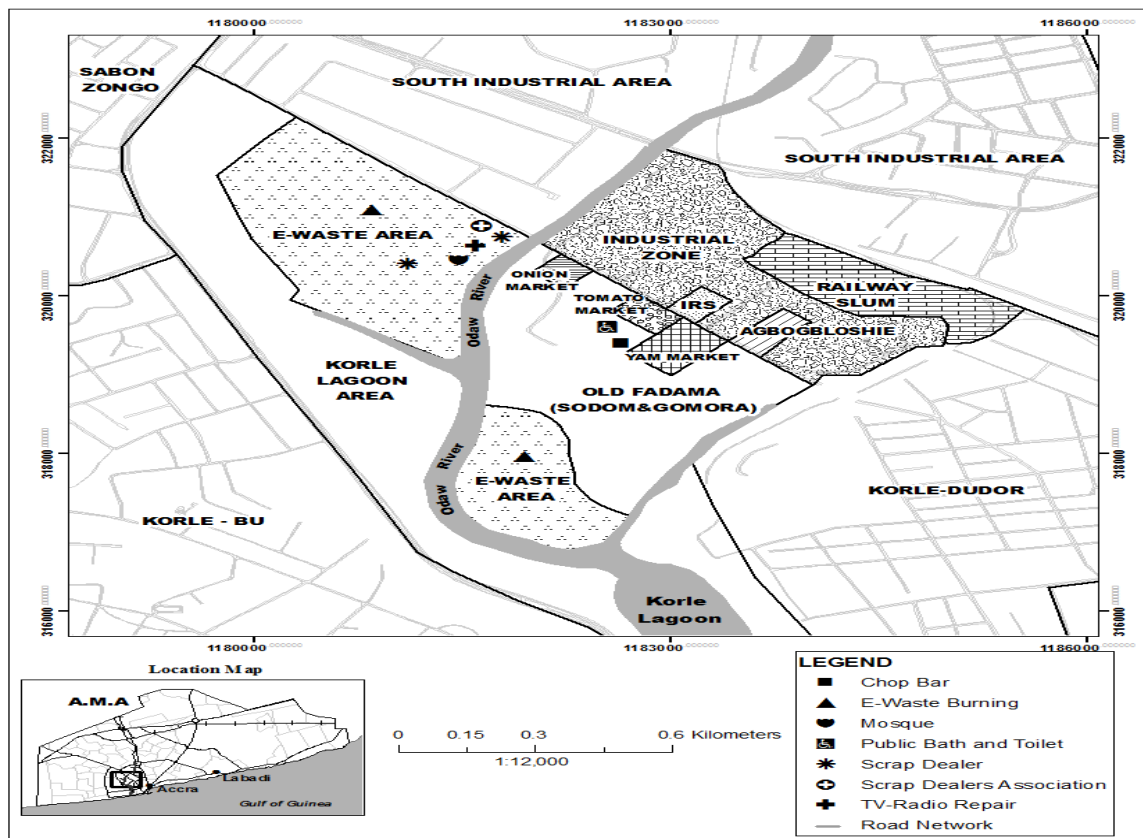 1180000
1183000
1186000
SABON
ZONGO
SOUTH INDUSTRIAL AREA
322000
322000
SOUTH INDUSTRIAL AREA
E-WASTE AREA
INDUSTRIAL
ZONE
ONION
MARKET
Odaw River
RAILWAY
SLUM
320000
320000
TOMATO
MARKET
IRS
AGBOGBLOSHIE
YAM MARKET
KORLE
LAGOON
AREA
OLD FADAMA
(SODOM&GOMORA)
318000
318000
Odaw River
E-WASTE
AREA
KORLE-DUDOR
KORLE - BU
Korle
Lagoon
316000
316000
1180000
1183000
1186000
Location Map
A.M.A
Labadi
Accra
Gulf of Guinea
0 0.15 0.3 0.6 Kilometers
1:12,000
LEGEND
Chop Bar
E-Waste Burning
Mosque
Public Bath and Toilet
Scrap Dealer
Scrap Dealers Association
TV-Radio Repair
Road Network